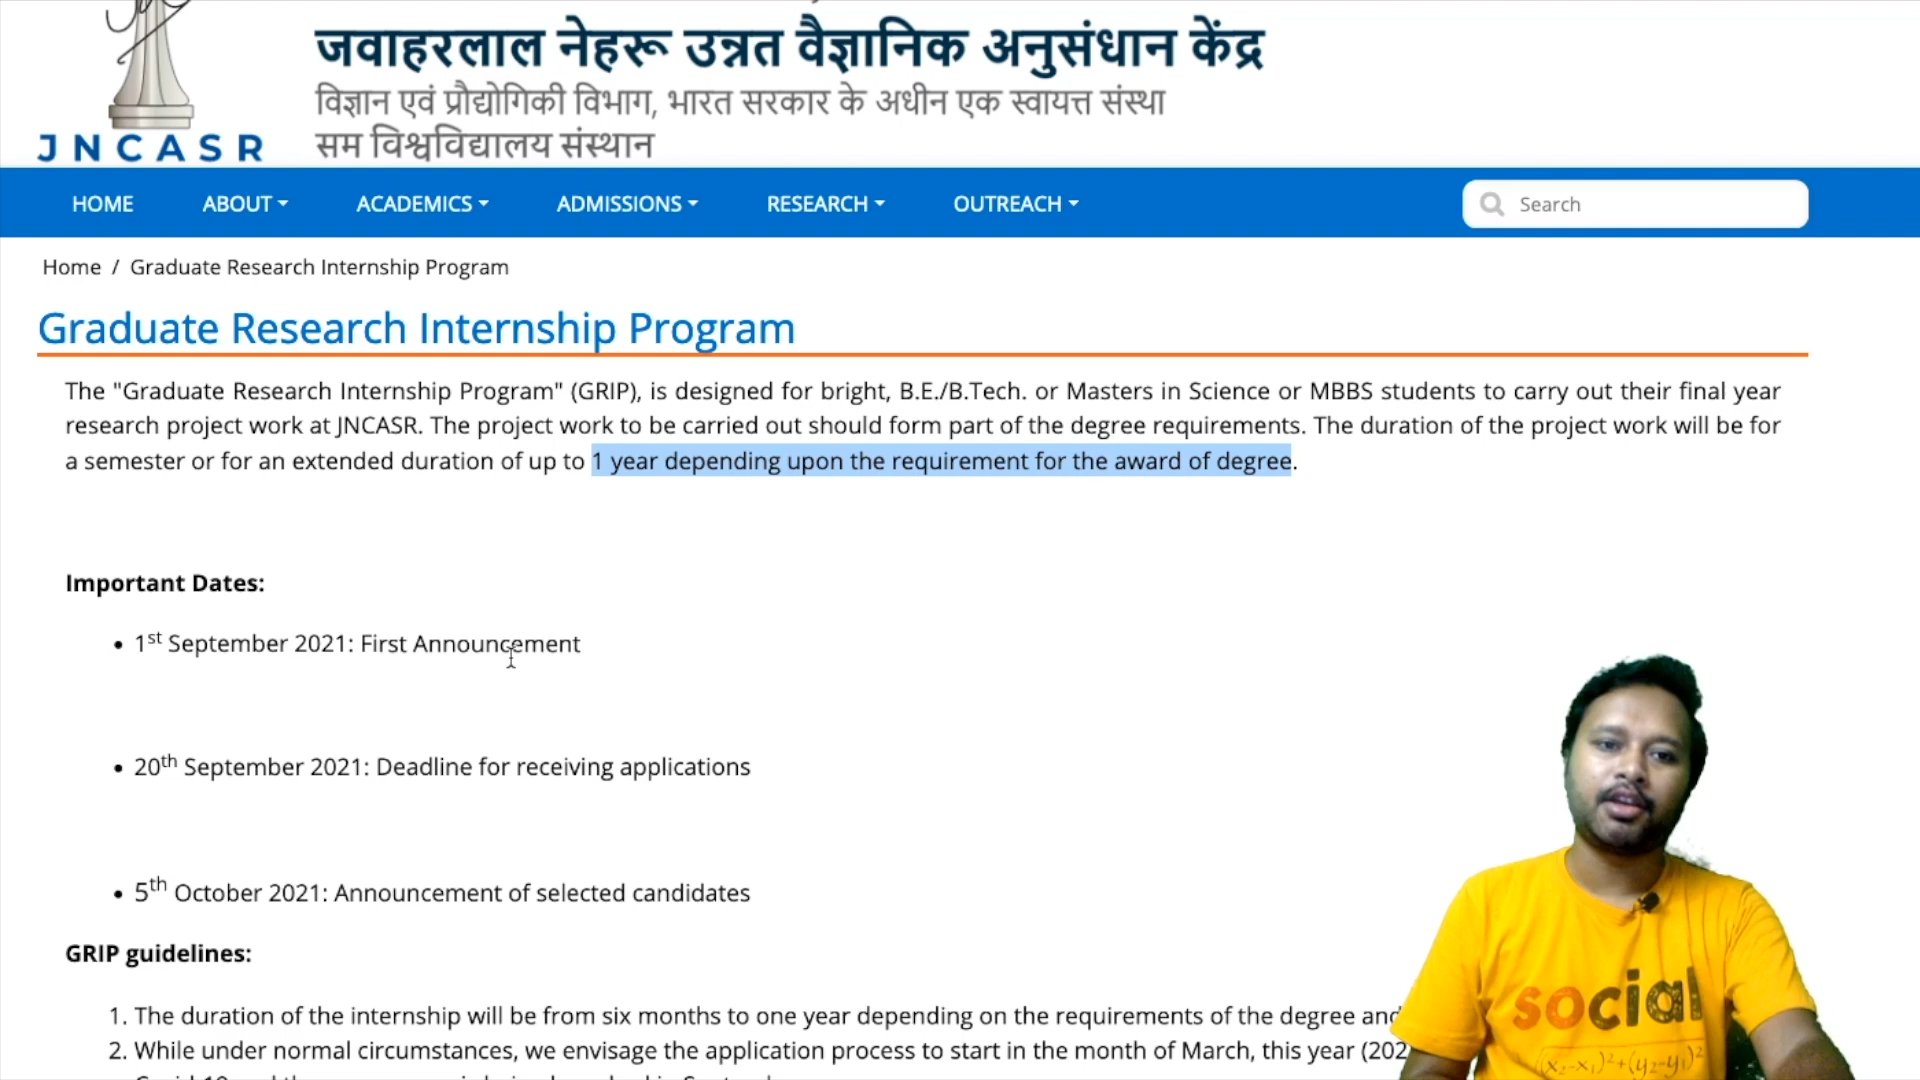 जवाहरलाल नेहरू उन्नत वैज्ञानिक अनुसंधान केंद्र
विज्ञान एवं प्रौद्योगिकी विभाग, भारत सरकार के अधीन एक स्वायत्त संस्था
सम विश्वविद्यालय संस्थान
JNCASR
HOME ABOUT ACADEMICS ADMISSIONS RESEARCH OUTREACH Search
Home / Graduate Research Internship Program
Graduate Research Internship Program
The "Graduate Research Internship Program" (GRIP), is designed for bright, B.E./B.Tech. or Masters in Science or MBBS students to carry out their final year
research project work at JNCASR. The project work to be carried out should form part of the degree requirements. The duration of the project work will be for
a semester or for an extended duration of up to 1 year depending upon the requirement for the award of degree.
Important Dates:
• 1st September 2021: First Announcement
• 20th September 2021: Deadline for receiving applications
• 5th October 2021: Announcement of selected candidates
GRIP guidelines:
1. The duration of the internship will be from six months to one year depending on the requirements of the degree and
2. While under normal circumstances, we envisage the application process to start in the month of March, this year (202
social
√(x₂-x₁)²+(y₂-y₁)²